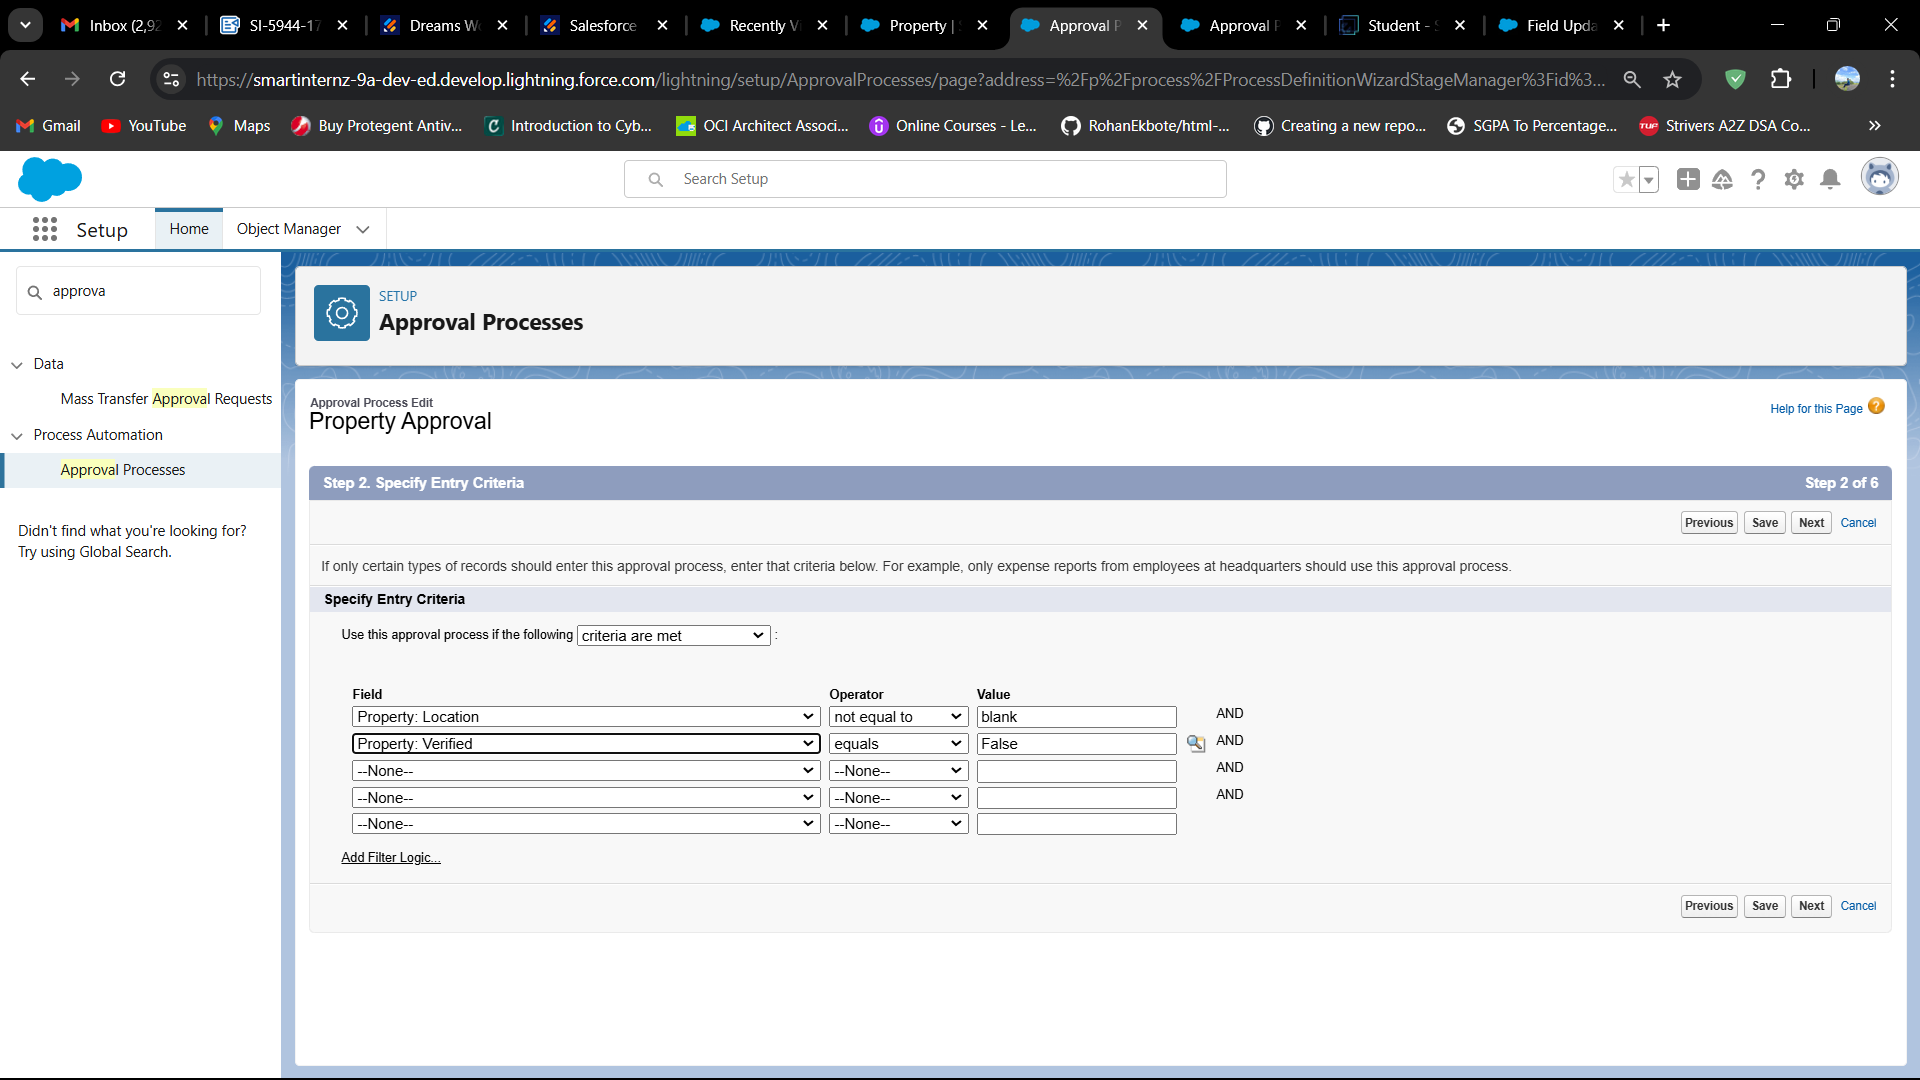 Inbox (2,92
SI-5944-17
Dreams W
Salesforce
Recently Vi
Property |
Approval P
Approval P
Student -
Field Upda
https://smartinternz-9a-dev-ed.develop.lightning.force.com/lightning/setup/ApprovalProcesses/page?address=%2Fp%2Fprocess%2FProcessDefinitionWizardStageManager%3Fid%3...
Gmail
YouTube
Maps
Buy Protegent Antiv...
Introduction to Cyb...
OCI Architect Associ...
Online Courses - Le...
RohanEkbote/html-...
Creating a new repo...
SGPA To Percentage...
TUF
Strivers A2Z DSA Co...
Search Setup
Setup
Home
Object Manager
approva
Data
Mass Transfer Approval Requests
Process Automation
Approval Processes
Didn't find what you're looking for?
Try using Global Search.
SETUP
Approval Processes
Approval Process Edit
Property Approval
Help for this Page
Step 2. Specify Entry Criteria
Step 2 of 6
Previous Save Next Cancel
If only certain types of records should enter this approval process, enter that criteria below. For example, only expense reports from employees at headquarters should use this approval process.
Specify Entry Criteria
Use this approval process if the following criteria are met :
Field Operator Value
Property: Location not equal to blank AND
Property: Verified equals False AND
--None-- --None-- AND
--None-- --None-- AND
--None-- --None--
Add Filter Logic...
Previous Save Next Cancel